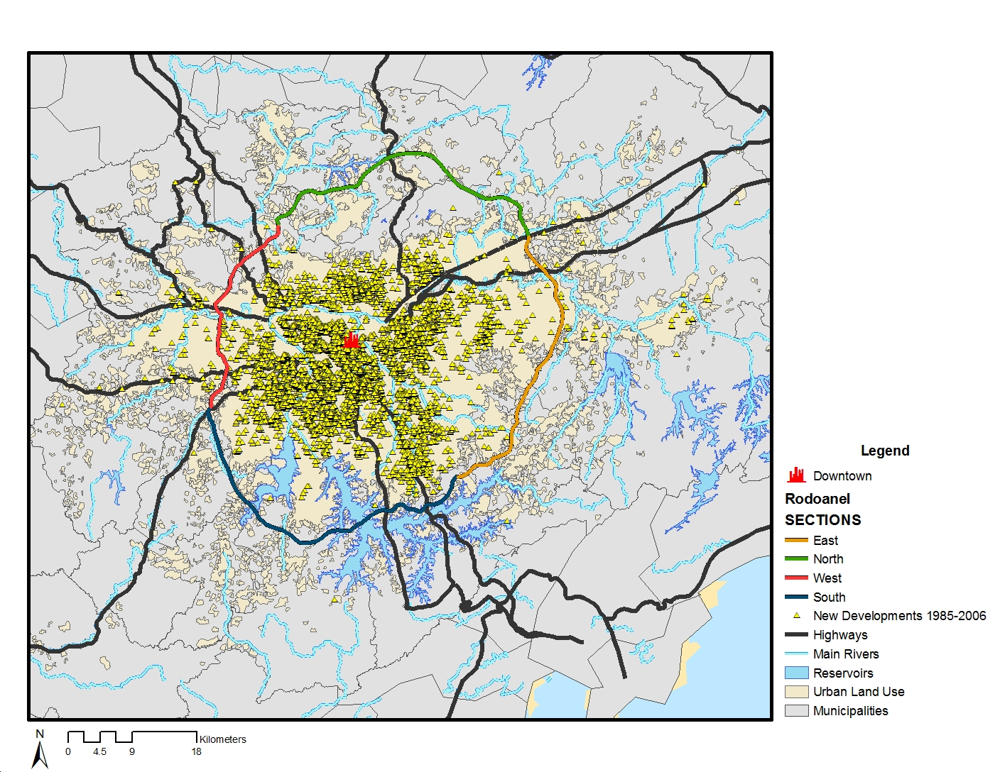 Legend
Downtown
Rodoanel
SECTIONS
East
North
West
South
New Developments 1985-2006
Highways
Main Rivers
Reservoirs
Urban Land Use
Municipalities
N
Kilometers
0 4.5 9 18